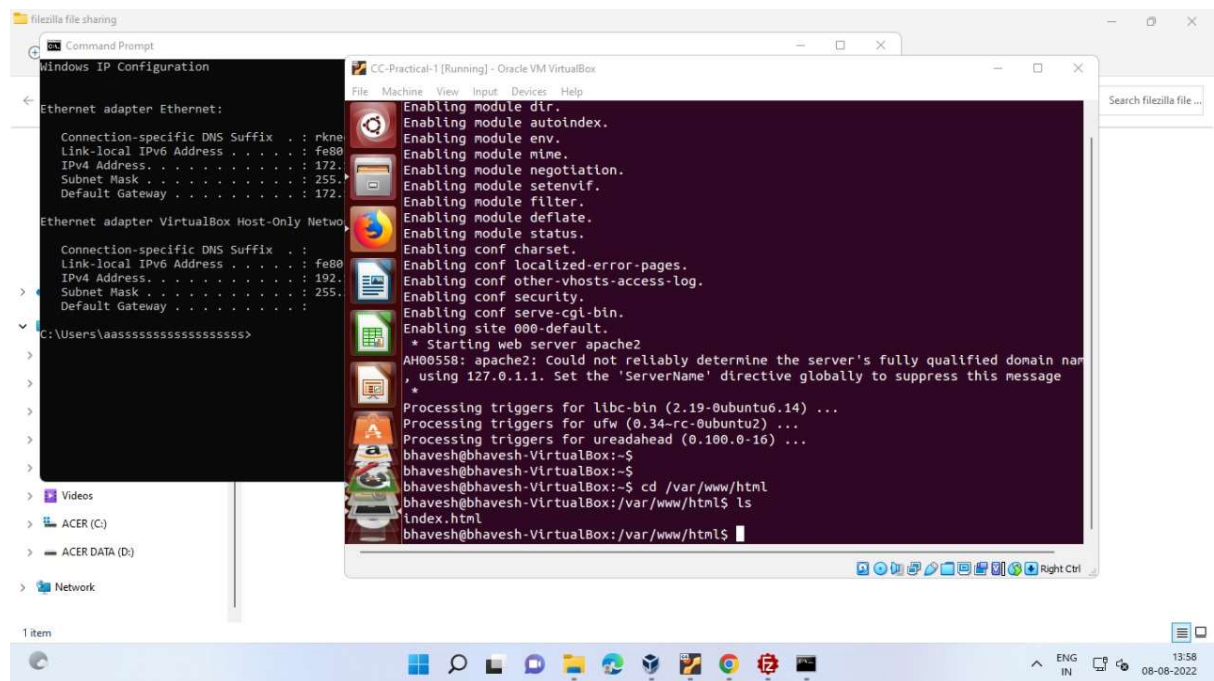 filezilla file sharing
Command Prompt
Windows IP Configuration
Ethernet adapter Ethernet:
Connection-specific DNS Suffix . : rkne
Link-local IPv6 Address . . . . . : fe80
IPv4 Address. . . . . . . . . . . : 172.
Subnet Mask . . . . . . . . . . . : 255.
Default Gateway . . . . . . . . . : 172.
Ethernet adapter VirtualBox Host-Only Netwo
Connection-specific DNS Suffix . :
Link-local IPv6 Address . . . . . : fe80
IPv4 Address. . . . . . . . . . . : 192.
Subnet Mask . . . . . . . . . . . : 255.
Default Gateway . . . . . . . . . :
C:\Users\aasssssssssssssssss>
CC-Practical-1 [Running] - Oracle VM VirtualBox
File Machine View Input Devices Help
Enabling module dir.
Enabling module autoindex.
Enabling module env.
Enabling module mime.
Enabling module negotiation.
Enabling module setenvif.
Enabling module filter.
Enabling module deflate.
Enabling module status.
Enabling conf charset.
Enabling conf localized-error-pages.
Enabling conf other-vhosts-access-log.
Enabling conf security.
Enabling conf serve-cgi-bin.
Enabling site 000-default.
* Starting web server apache2
AH00558: apache2: Could not reliably determine the server's fully qualified domain nam
, using 127.0.1.1. Set the 'ServerName' directive globally to suppress this message
*
Processing triggers for libc-bin (2.19-0ubuntu6.14) ...
Processing triggers for ufw (0.34~rc-0ubuntu2) ...
Processing triggers for ureadahead (0.100.0-16) ...
bhavesh@bhavesh-VirtualBox:~$
bhavesh@bhavesh-VirtualBox:~$
bhavesh@bhavesh-VirtualBox:~$ cd /var/www/html
bhavesh@bhavesh-VirtualBox:/var/www/html$ ls
index.html
bhavesh@bhavesh-VirtualBox:/var/www/html$
Right Ctrl
Search filezilla file ...
Videos
ACER (C:)
ACER DATA (D:)
Network
1 item
ENG
IN
13:58
08-08-2022